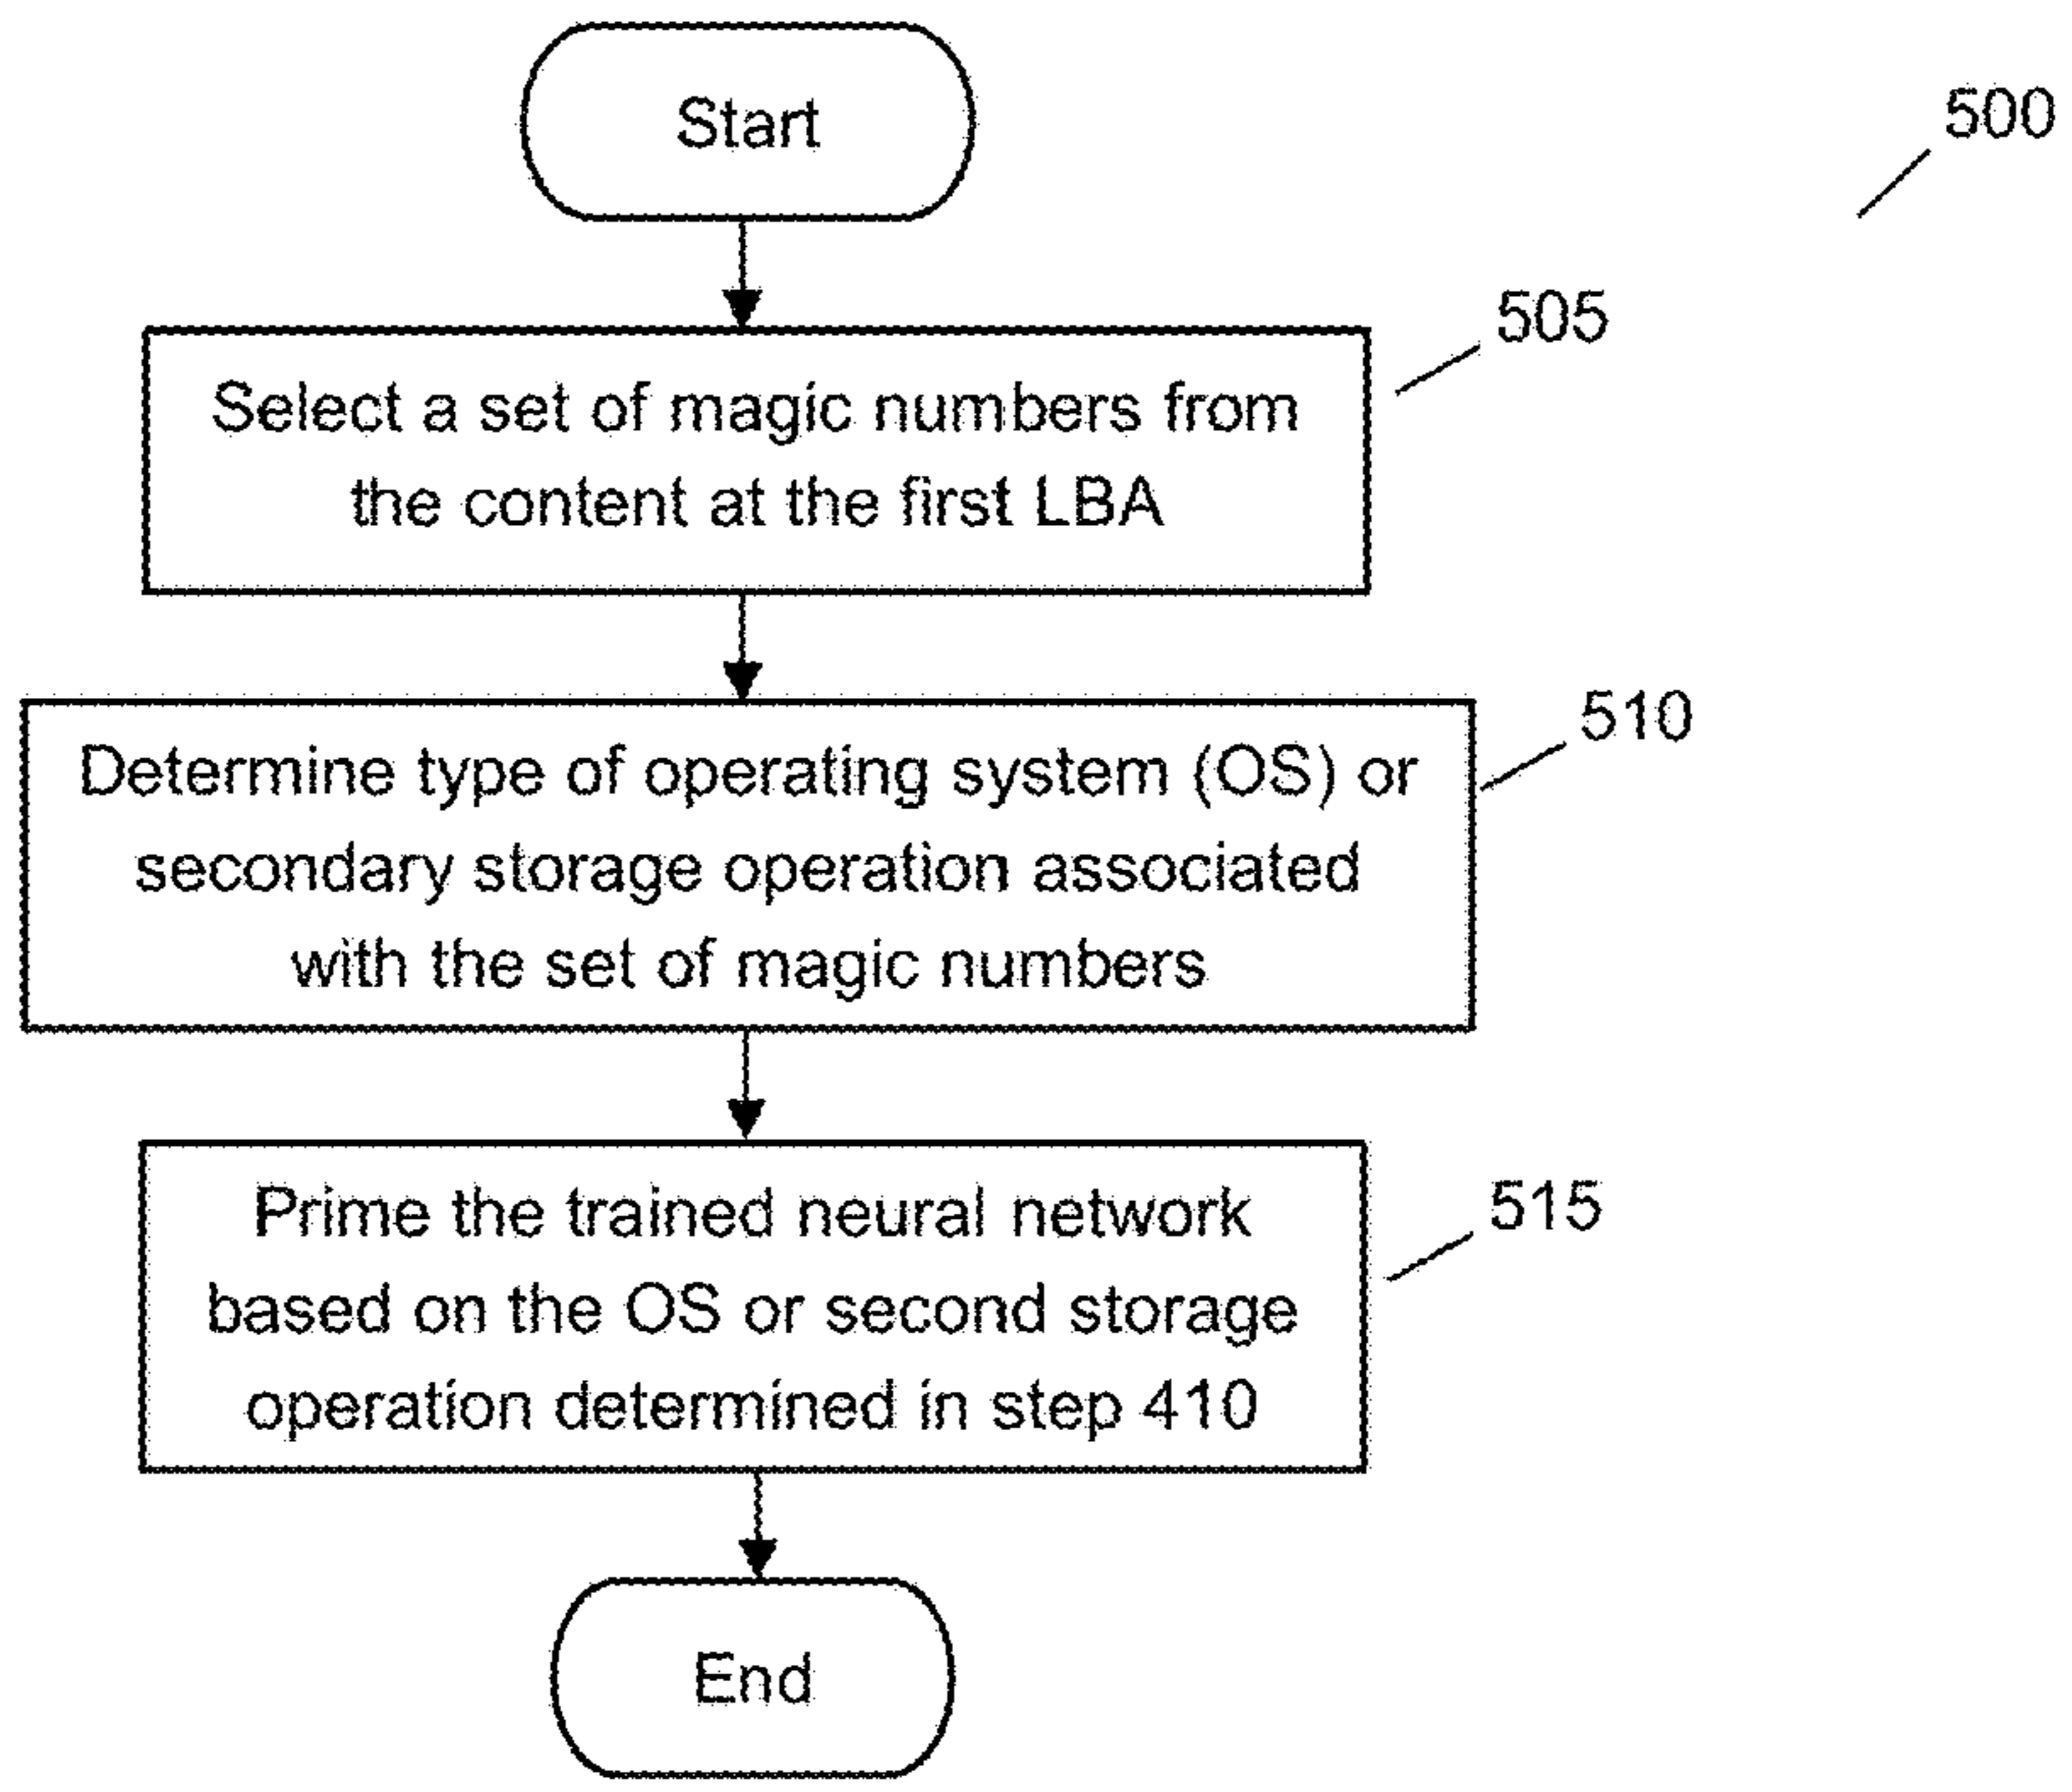 Start
500
505
Select a set of magic numbers from
the content at the first LBA
510
Determine type of operating system (OS) or
secondary storage operation associated
with the set of magic numbers
515
Prime the trained neural network
based on the OS or second storage
operation determined in step 410
End